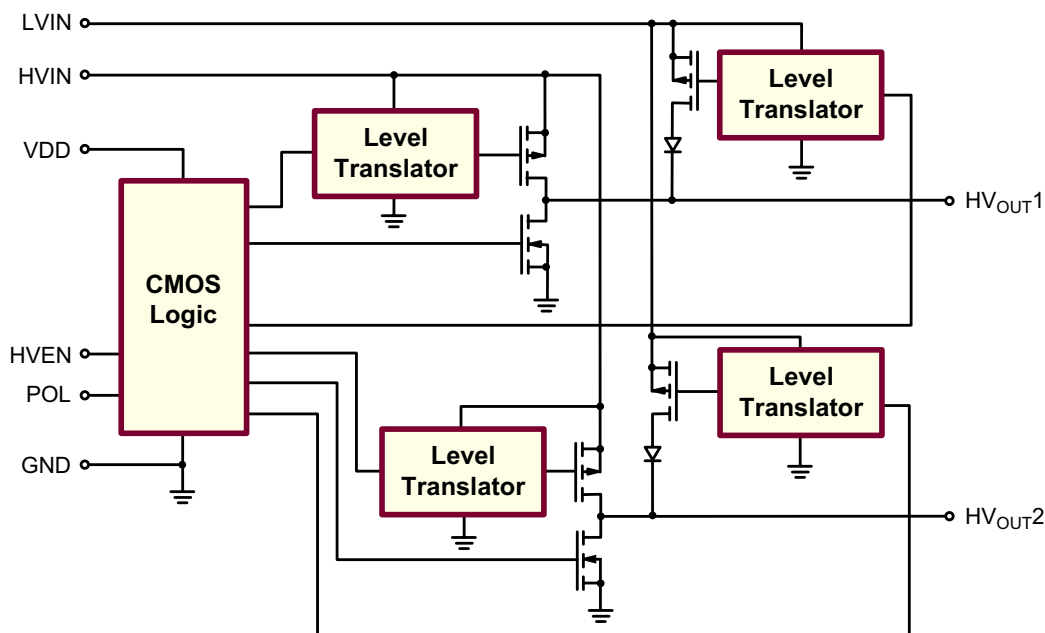 LVIN
HVIN
VDD
HVEN
POL
GND
CMOS
Logic
Level
Translator
Level
Translator
HVOUT1
Level
Translator
Level
Translator
HVOUT2